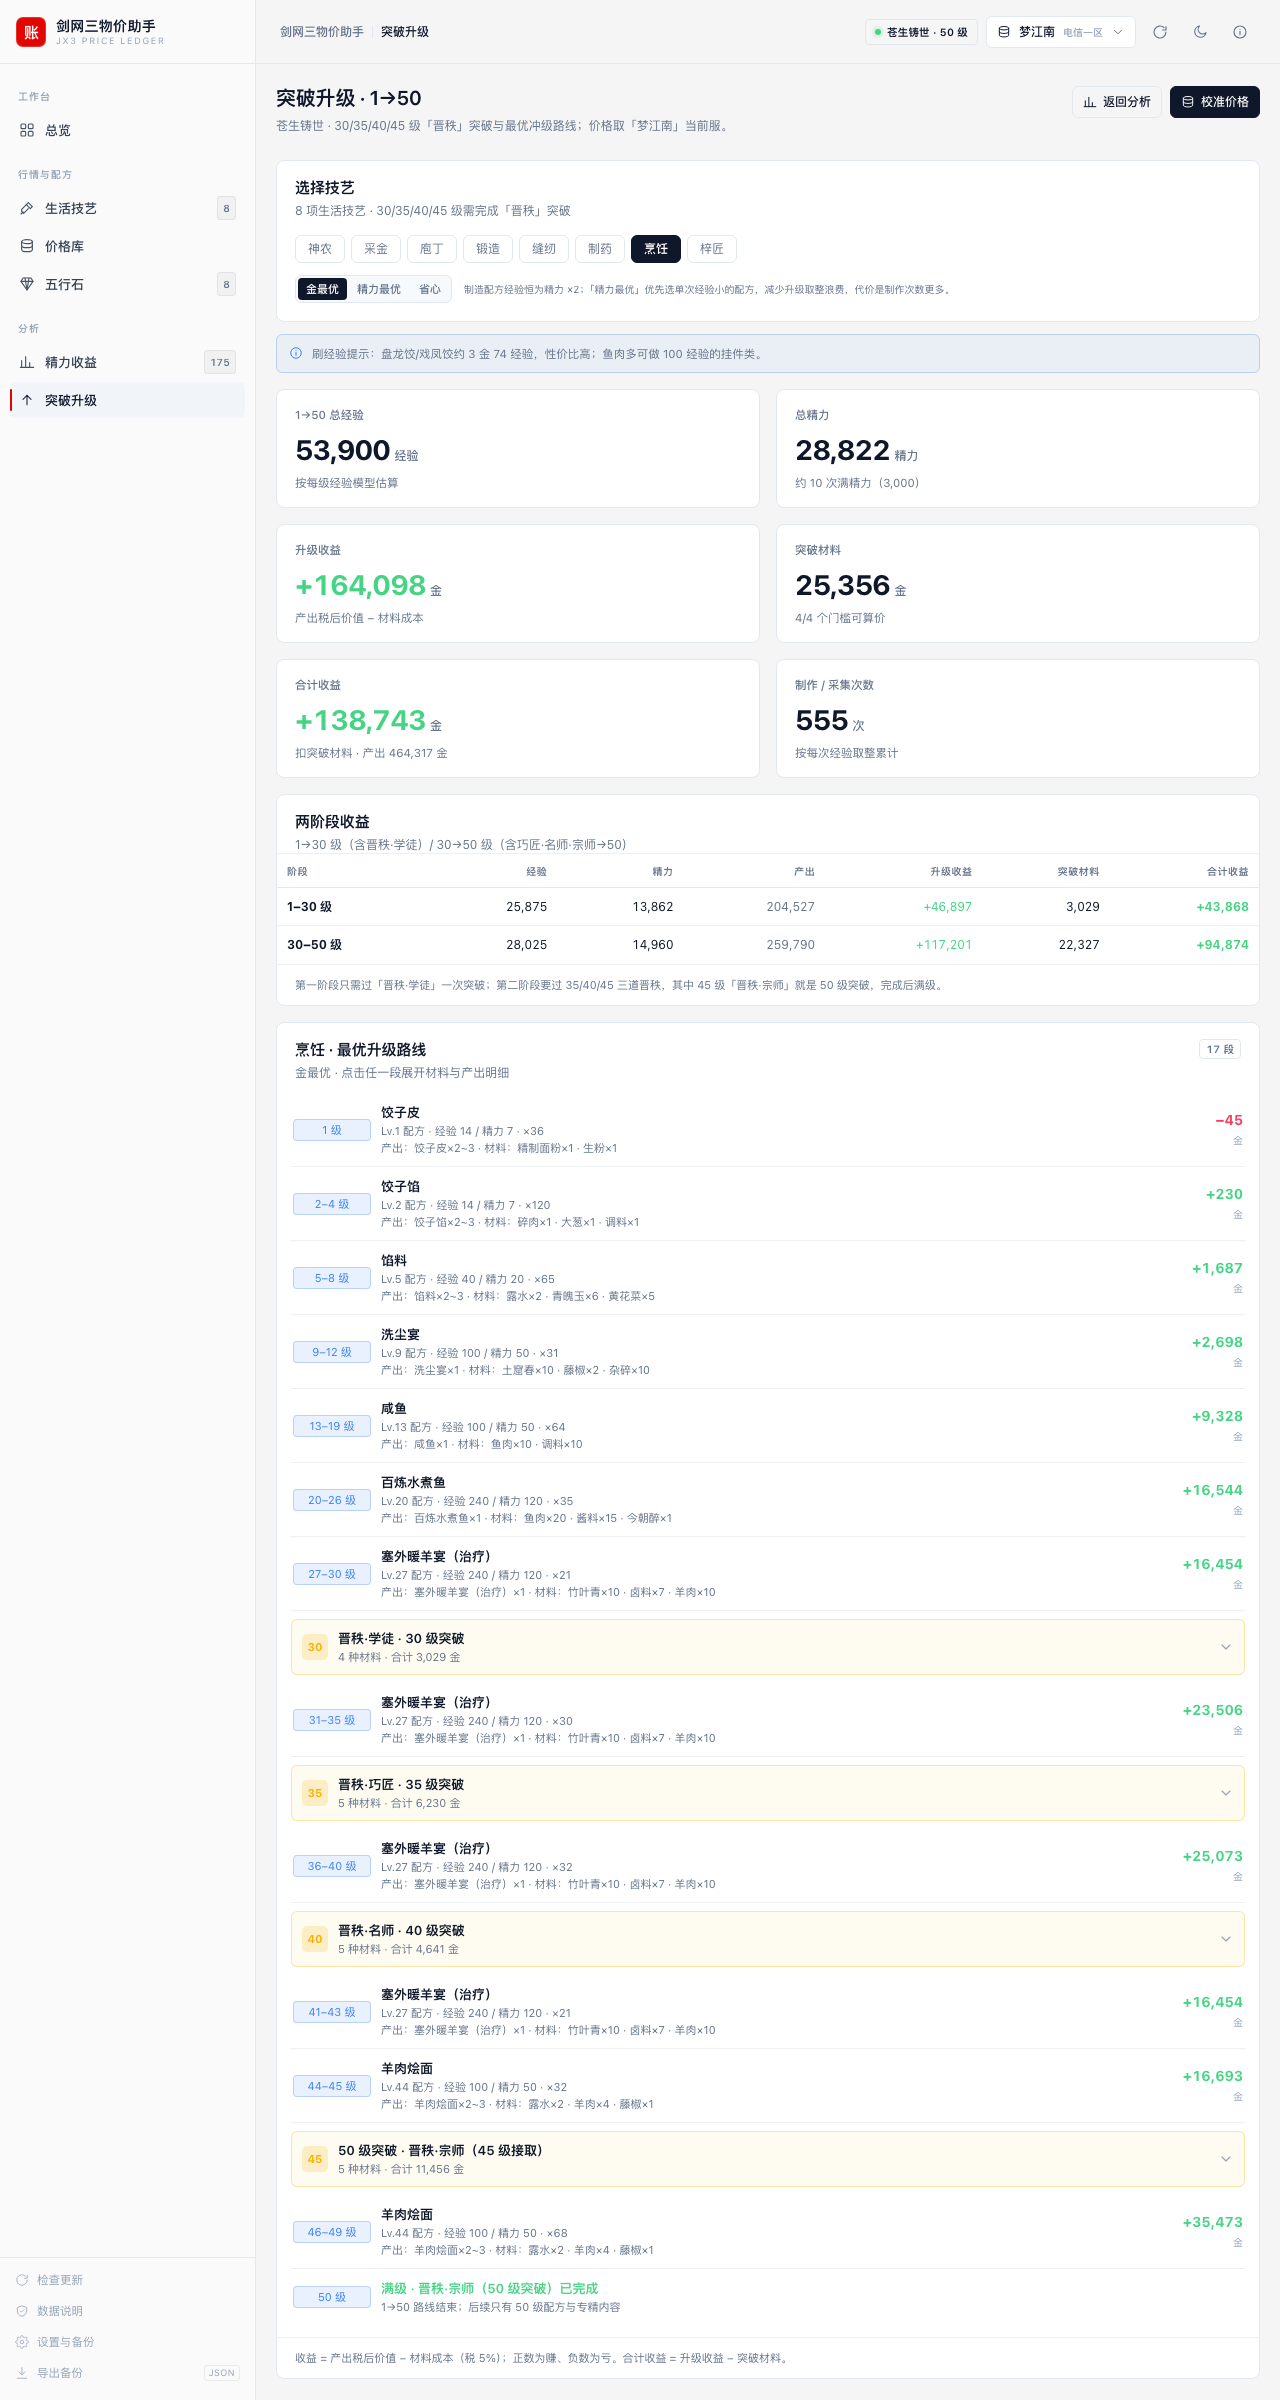 账
剑网三物价助手
JX3 PRICE LEDGER
工作台
总览
行情与配方
生活技艺 8
价格库
五行石 8
分析
精力收益 175
突破升级
检查更新
数据说明
设置与备份
导出备份 JSON
剑网三物价助手 突破升级
苍生铸世 · 50 级
梦江南 电信一区
突破升级 · 1→50
苍生铸世 · 30/35/40/45 级「晋秩」突破与最优冲级路线；价格取「梦江南」当前服。
返回分析
校准价格
选择技艺
8 项生活技艺 · 30/35/40/45 级需完成「晋秩」突破
神农 采金 庖丁 锻造 缝纫 制药 烹饪 梓匠
金最优 精力最优 省心 制造配方经验恒为精力 ×2；「精力最优」优先选单次经验小的配方，减少升级取整浪费，代价是制作次数更多。
刷经验提示：盘龙饺/戏凤饺约 3 金 74 经验，性价比高；鱼肉多可做 100 经验的挂件类。
1→50 总经验
53,900 经验
按每级经验模型估算
总精力
28,822 精力
约 10 次满精力（3,000）
升级收益
+164,098 金
产出税后价值 − 材料成本
突破材料
25,356 金
4/4 个门槛可算价
合计收益
+138,743 金
扣突破材料 · 产出 464,317 金
制作 / 采集次数
555 次
按每次经验取整累计
两阶段收益
1→30 级（含晋秩·学徒）/ 30→50 级（含巧匠·名师·宗师→50）
阶段 经验 精力 产出 升级收益 突破材料 合计收益
1–30 级 25,875 13,862 204,527 +46,897 3,029 +43,868
30–50 级 28,025 14,960 259,790 +117,201 22,327 +94,874
第一阶段只需过「晋秩·学徒」一次突破；第二阶段要过 35/40/45 三道晋秩，其中 45 级「晋秩·宗师」就是 50 级突破，完成后满级。
烹饪 · 最优升级路线
17 段
金最优 · 点击任一段展开材料与产出明细
1 级
饺子皮
Lv.1 配方 · 经验 14 / 精力 7 · ×36
产出：饺子皮×2~3 · 材料：精制面粉×1 · 生粉×1
−45
金
2–4 级
饺子馅
Lv.2 配方 · 经验 14 / 精力 7 · ×120
产出：饺子馅×2~3 · 材料：碎肉×1 · 大葱×1 · 调料×1
+230
金
5–8 级
馅料
Lv.5 配方 · 经验 40 / 精力 20 · ×65
产出：馅料×2~3 · 材料：露水×2 · 青魄玉×6 · 黄花菜×5
+1,687
金
9–12 级
洗尘宴
Lv.9 配方 · 经验 100 / 精力 50 · ×31
产出：洗尘宴×1 · 材料：土窟春×10 · 藤椒×2 · 杂碎×10
+2,698
金
13–19 级
咸鱼
Lv.13 配方 · 经验 100 / 精力 50 · ×64
产出：咸鱼×1 · 材料：鱼肉×10 · 调料×10
+9,328
金
20–26 级
百炼水煮鱼
Lv.20 配方 · 经验 240 / 精力 120 · ×35
产出：百炼水煮鱼×1 · 材料：鱼肉×20 · 酱料×15 · 今朝醉×1
+16,544
金
27–30 级
塞外暖羊宴（治疗）
Lv.27 配方 · 经验 240 / 精力 120 · ×21
产出：塞外暖羊宴（治疗）×1 · 材料：竹叶青×10 · 卤料×7 · 羊肉×10
+16,454
金
30
晋秩·学徒 · 30 级突破
4 种材料 · 合计 3,029 金
31–35 级
塞外暖羊宴（治疗）
Lv.27 配方 · 经验 240 / 精力 120 · ×30
产出：塞外暖羊宴（治疗）×1 · 材料：竹叶青×10 · 卤料×7 · 羊肉×10
+23,506
金
35
晋秩·巧匠 · 35 级突破
5 种材料 · 合计 6,230 金
36–40 级
塞外暖羊宴（治疗）
Lv.27 配方 · 经验 240 / 精力 120 · ×32
产出：塞外暖羊宴（治疗）×1 · 材料：竹叶青×10 · 卤料×7 · 羊肉×10
+25,073
金
40
晋秩·名师 · 40 级突破
5 种材料 · 合计 4,641 金
41–43 级
塞外暖羊宴（治疗）
Lv.27 配方 · 经验 240 / 精力 120 · ×21
产出：塞外暖羊宴（治疗）×1 · 材料：竹叶青×10 · 卤料×7 · 羊肉×10
+16,454
金
44–45 级
羊肉烩面
Lv.44 配方 · 经验 100 / 精力 50 · ×32
产出：羊肉烩面×2~3 · 材料：露水×2 · 羊肉×4 · 藤椒×1
+16,693
金
45
50 级突破 · 晋秩·宗师（45 级接取）
5 种材料 · 合计 11,456 金
46–49 级
羊肉烩面
Lv.44 配方 · 经验 100 / 精力 50 · ×68
产出：羊肉烩面×2~3 · 材料：露水×2 · 羊肉×4 · 藤椒×1
+35,473
金
50 级
满级 · 晋秩·宗师（50 级突破）已完成
1→50 路线结束；后续只有 50 级配方与专精内容
收益 = 产出税后价值 − 材料成本（税 5%）；正数为赚、负数为亏。合计收益 = 升级收益 − 突破材料。